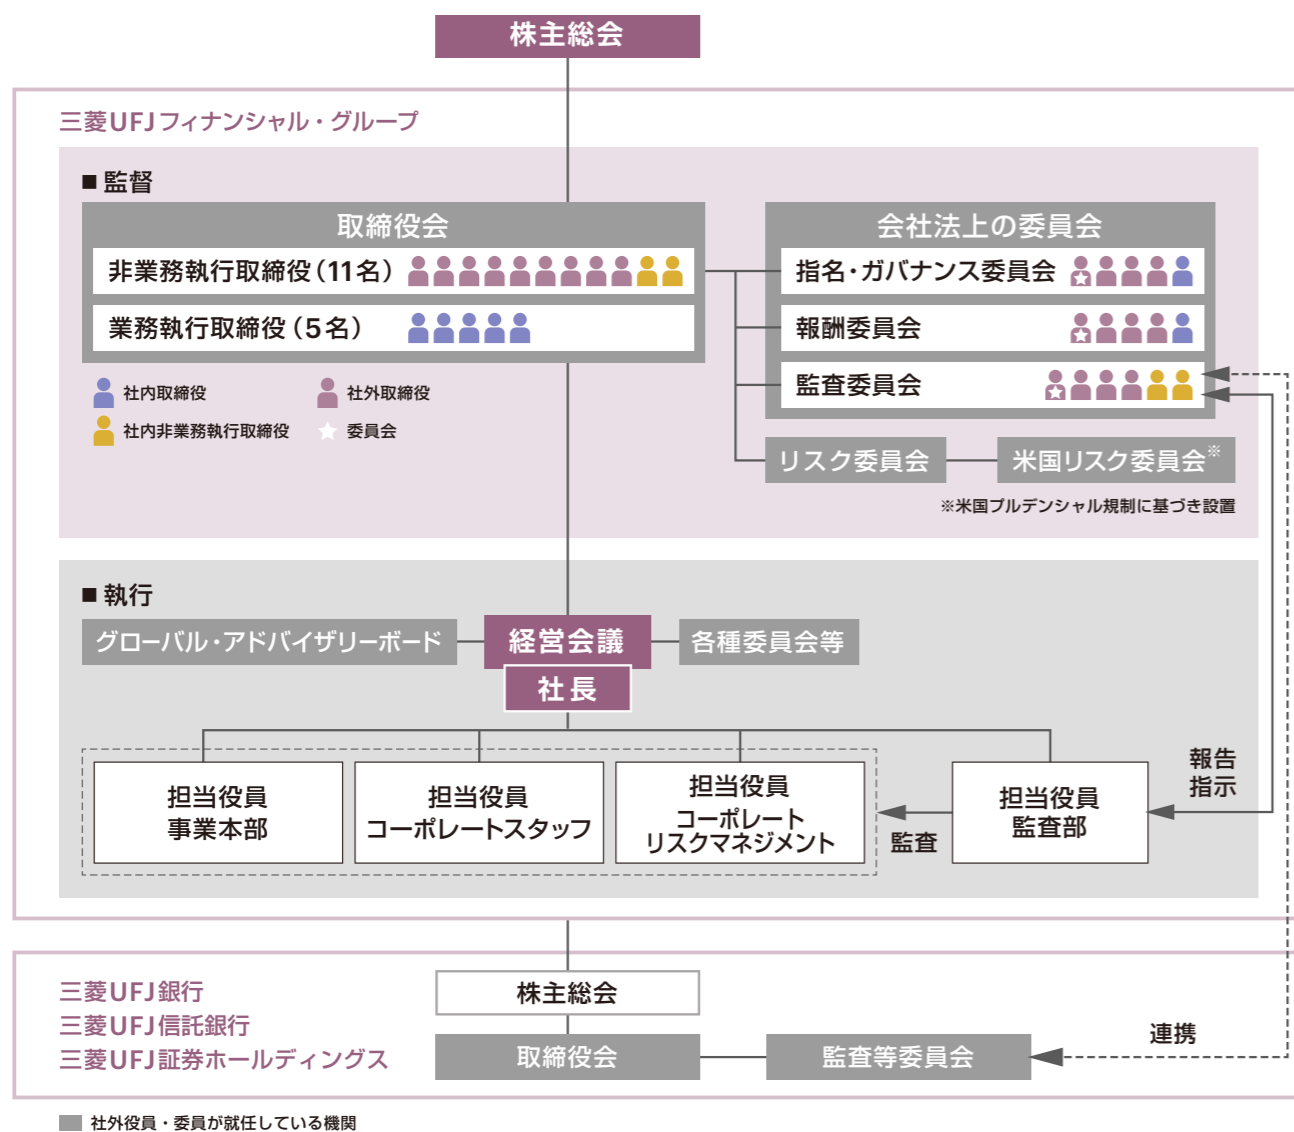 株主総会
三菱UFJフィナンシャル・グループ
■ 監督
取締役会
非業務執行取締役（11名）
業務執行取締役（5名）
社内取締役
社外取締役
社内非業務執行取締役
委員会
会社法上の委員会
指名・ガバナンス委員会
報酬委員会
監査委員会
リスク委員会
米国リスク委員会※
※米国プルデンシャル規制に基づき設置
■ 執行
グローバル・アドバイザリーボード
経営会議
各種委員会等
社長
担当役員
事業本部
担当役員
コーポレートスタッフ
担当役員
コーポレート
リスクマネジメント
監査
担当役員
監査部
報告
指示
三菱UFJ銀行
三菱UFJ信託銀行
三菱UFJ証券ホールディングス
株主総会
取締役会
監査等委員会
連携
社外役員・委員が就任している機関